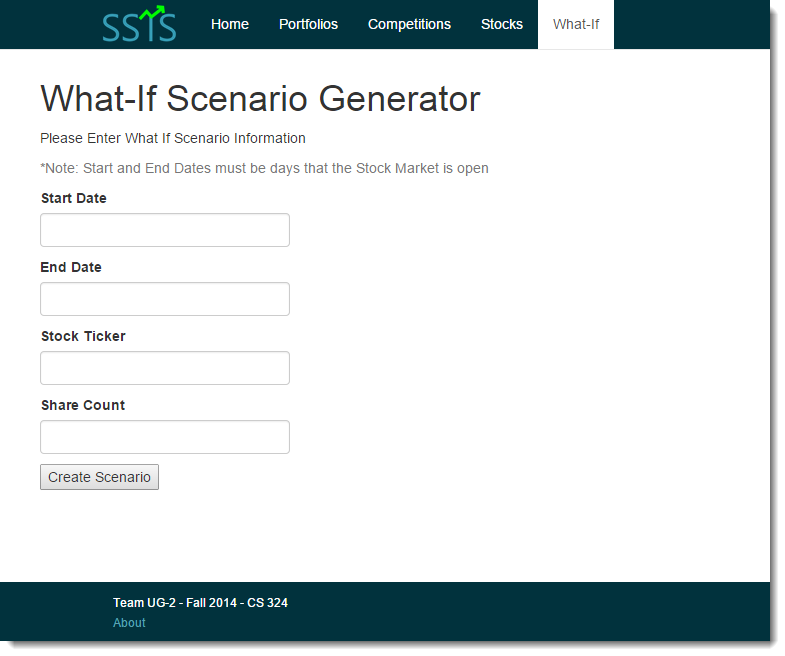 SSIS
Home Portfolios Competitions Stocks What-If
What-If Scenario Generator
Please Enter What If Scenario Information
*Note: Start and End Dates must be days that the Stock Market is open
Start Date
End Date
Stock Ticker
Share Count
Create Scenario
Team UG-2 - Fall 2014 - CS 324
About